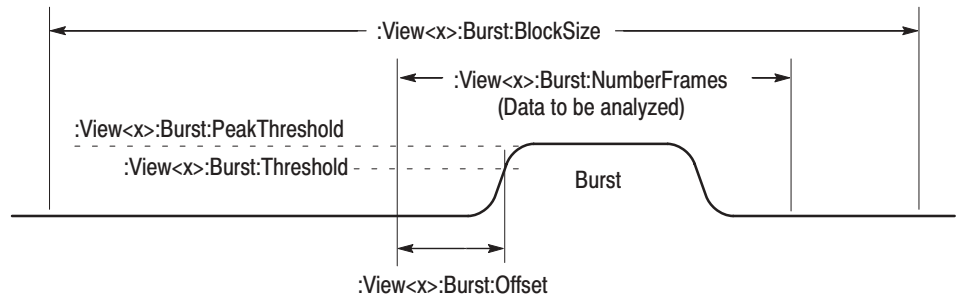 :View<x>:Burst:BlockSize
:View<x>:Burst:NumberFrames
(Data to be analyzed)
:View<x>:Burst:PeakThreshold
:View<x>:Burst:Threshold
Burst
:View<x>:Burst:Offset